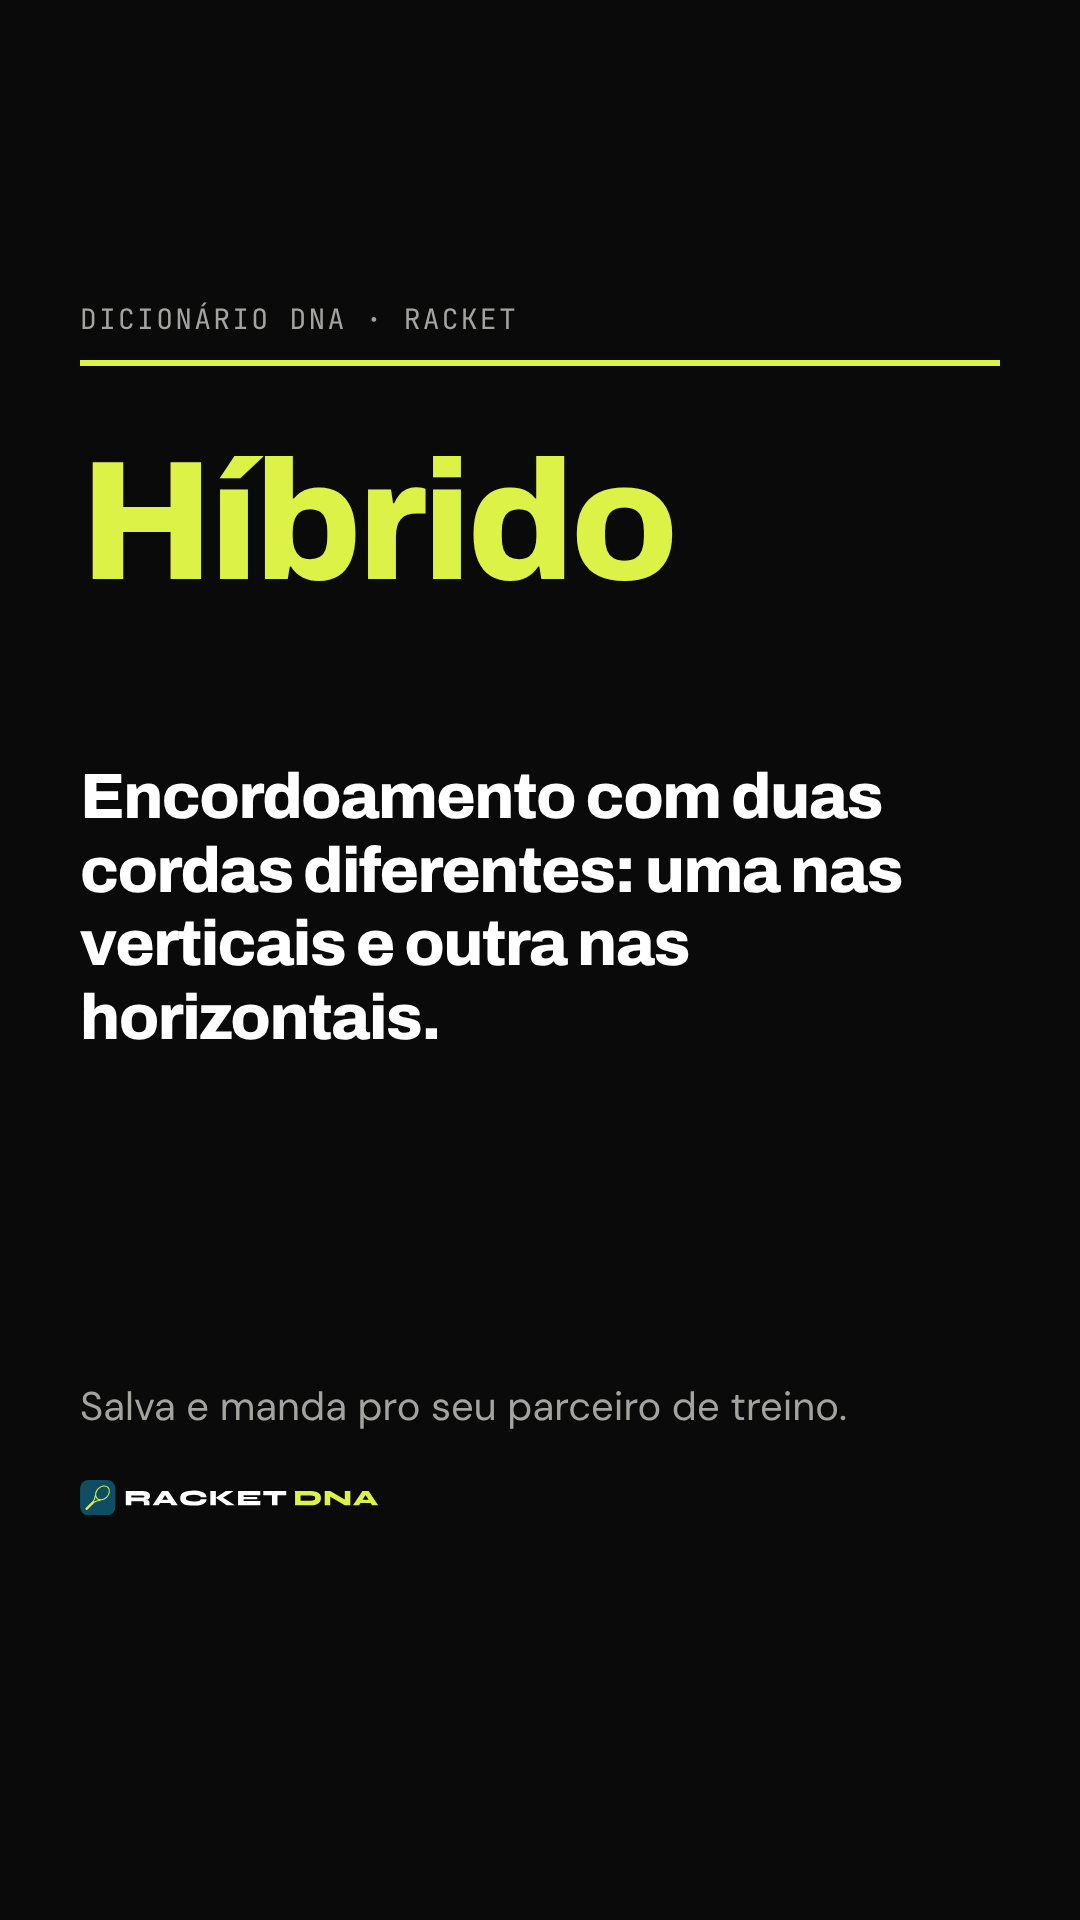 DICIONÁRIO DNA · RACKET
Híbrido
Encordoamento com duas
cordas diferentes: uma nas
verticais e outra nas
horizontais.
Salva e manda pro seu parceiro de treino.
RACKET DNA